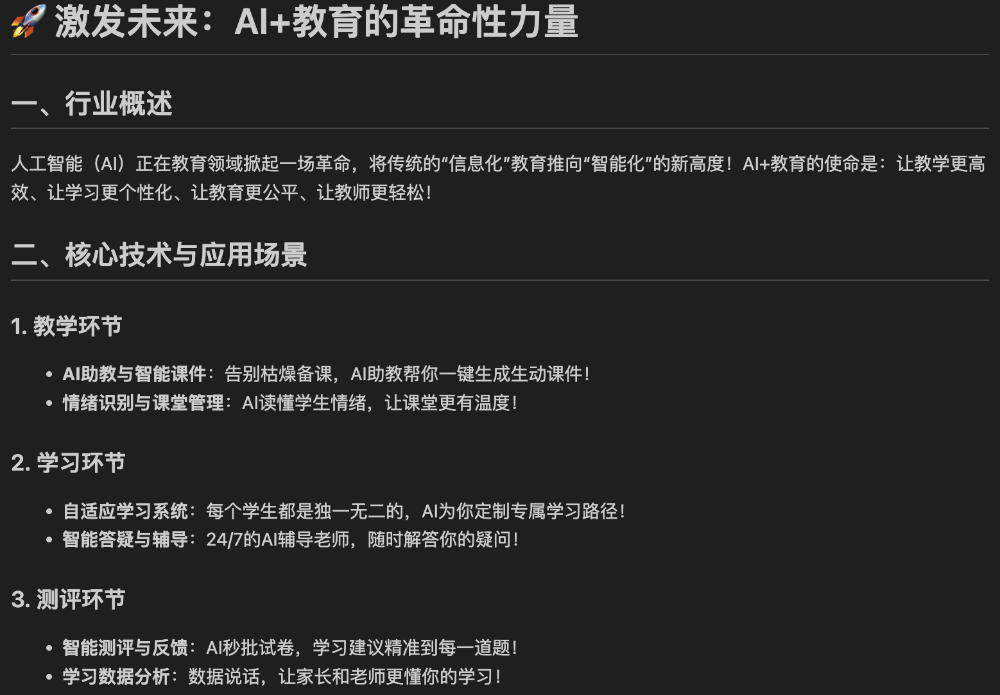 🚀 激发未来：AI+教育的革命性力量
一、行业概述
人工智能（AI）正在教育领域掀起一场革命，将传统的“信息化”教育推向“智能化”的新高度！AI+教育的使命是：让教学更高
效、让学习更个性化、让教育更公平、让教师更轻松！
二、核心技术与应用场景
1. 教学环节
• AI助教与智能课件：告别枯燥备课，AI助教帮你一键生成生动课件！
• 情绪识别与课堂管理：AI读懂学生情绪，让课堂更有温度！
2. 学习环节
• 自适应学习系统：每个学生都是独一无二的，AI为你定制专属学习路径！
• 智能答疑与辅导：24/7的AI辅导老师，随时解答你的疑问！
3. 测评环节
• 智能测评与反馈：AI秒批试卷，学习建议精准到每一道题！
• 学习数据分析：数据说话，让家长和老师更懂你的学习！